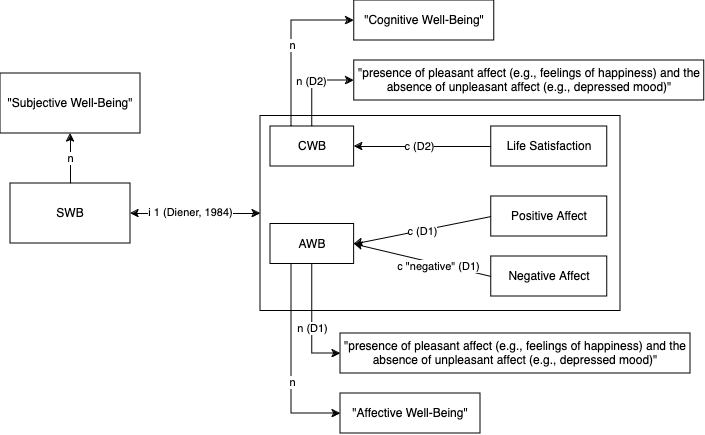 "Cognitive Well-Being"
n
n (D2)
"presence of pleasant affect (e.g., feelings of happiness) and the
absence of unpleasant affect (e.g., depressed mood)"
"Subjective Well-Being"
n
CWB
c (D2)
Life Satisfaction
SWB
i 1 (Diener, 1984)
Positive Affect
c (D1)
AWB
c "negative" (D1)
Negative Affect
n (D1)
"presence of pleasant affect (e.g., feelings of happiness) and the
absence of unpleasant affect (e.g., depressed mood)"
n
"Affective Well-Being"